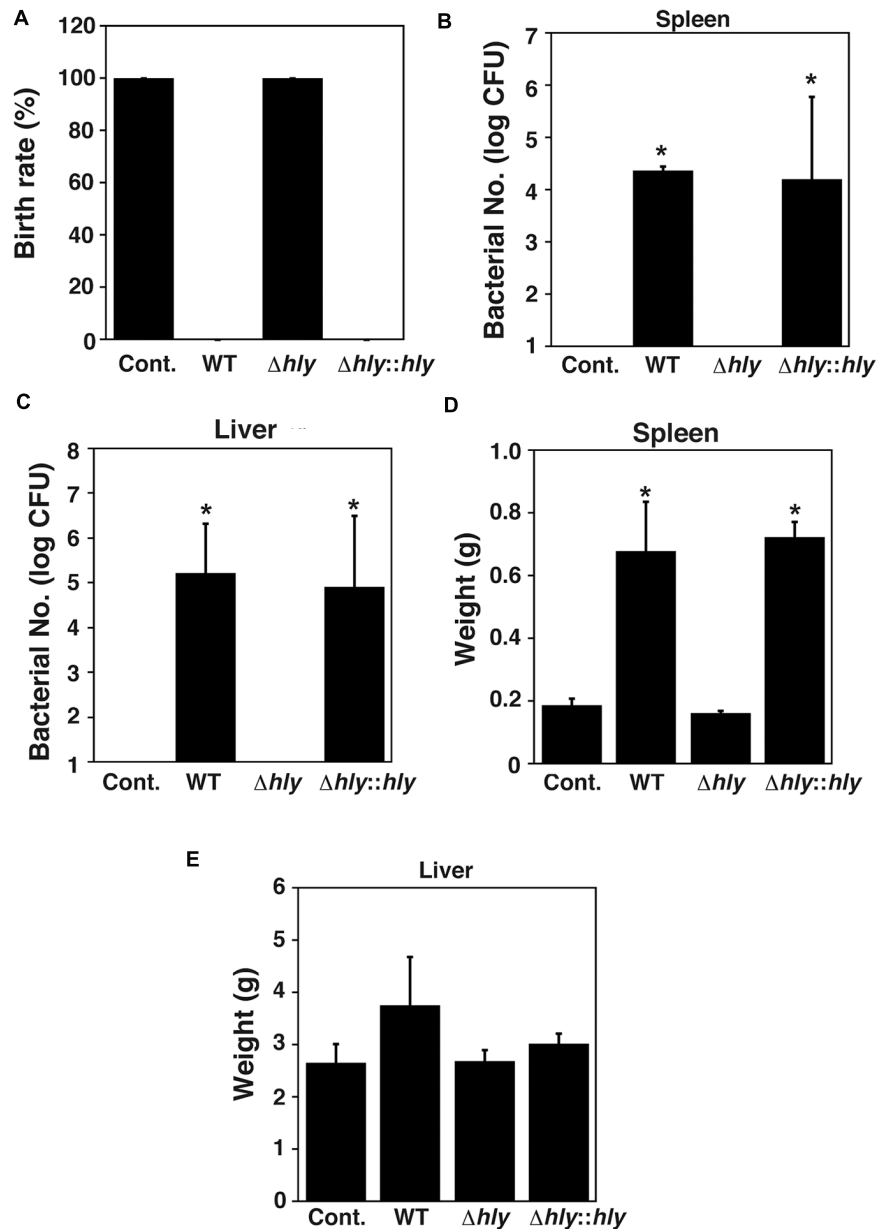 A
Birth rate (%)
120
100
80
60
40
20
0
Cont. WT Δhly Δhly::hly
B
Spleen
Bacterial No. (log CFU)
7
6
5
4
3
2
1
*
*
Cont. WT Δhly Δhly::hly
C
Liver
Bacterial No. (log CFU)
8
7
6
5
4
3
2
1
*
*
Cont. WT Δhly Δhly::hly
D
Spleen
Weight (g)
1.0
0.8
0.6
0.4
0.2
0
*
*
Cont. WT Δhly Δhly::hly
E
Liver
Weight (g)
6
5
4
3
2
1
0
Cont. WT Δhly Δhly::hly